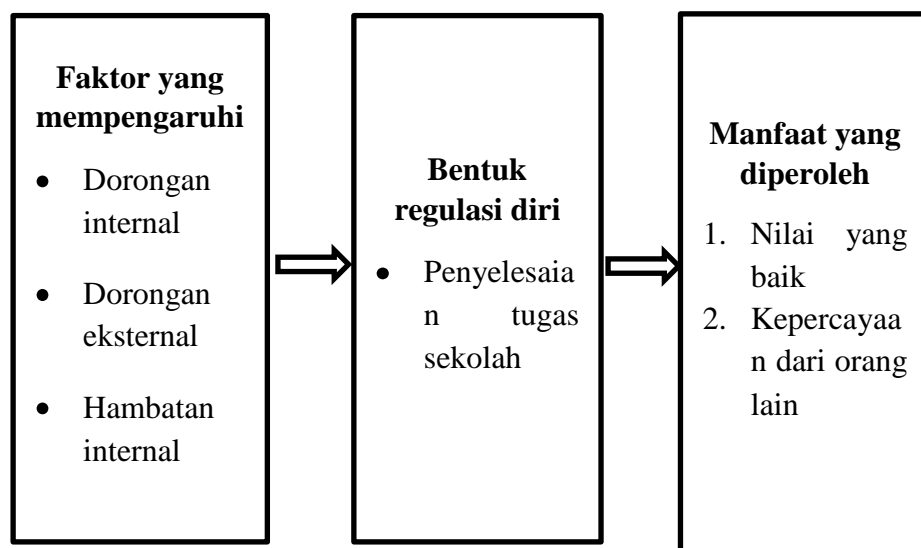 Faktor yang
mempengaruhi
• Dorongan
internal
• Dorongan
eksternal
• Hambatan
internal
Bentuk
regulasi diri
• Penyelesaia
n tugas
sekolah
Manfaat yang
diperoleh
1. Nilai yang
baik
2. Kepercayaa
n dari orang
lain